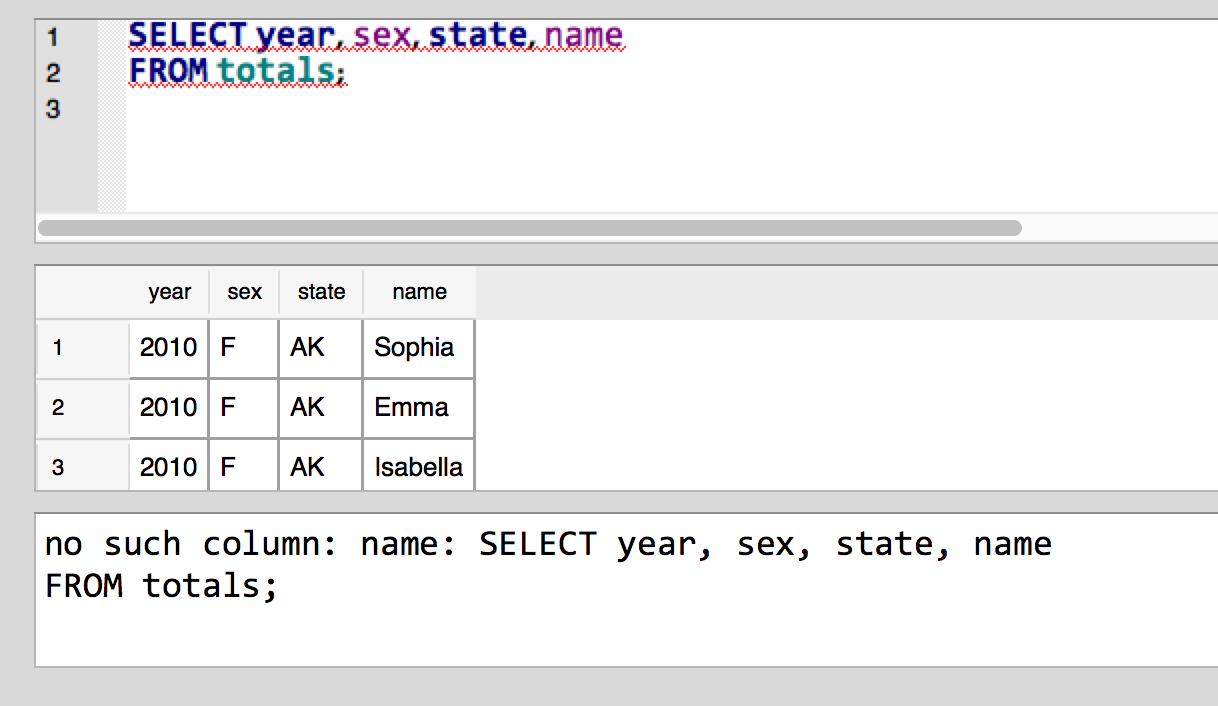 1 SELECT year, sex, state, name
2 FROM totals;
3
year sex state name
1 2010 F AK Sophia
2 2010 F AK Emma
3 2010 F AK Isabella
no such column: name: SELECT year, sex, state, name
FROM totals;